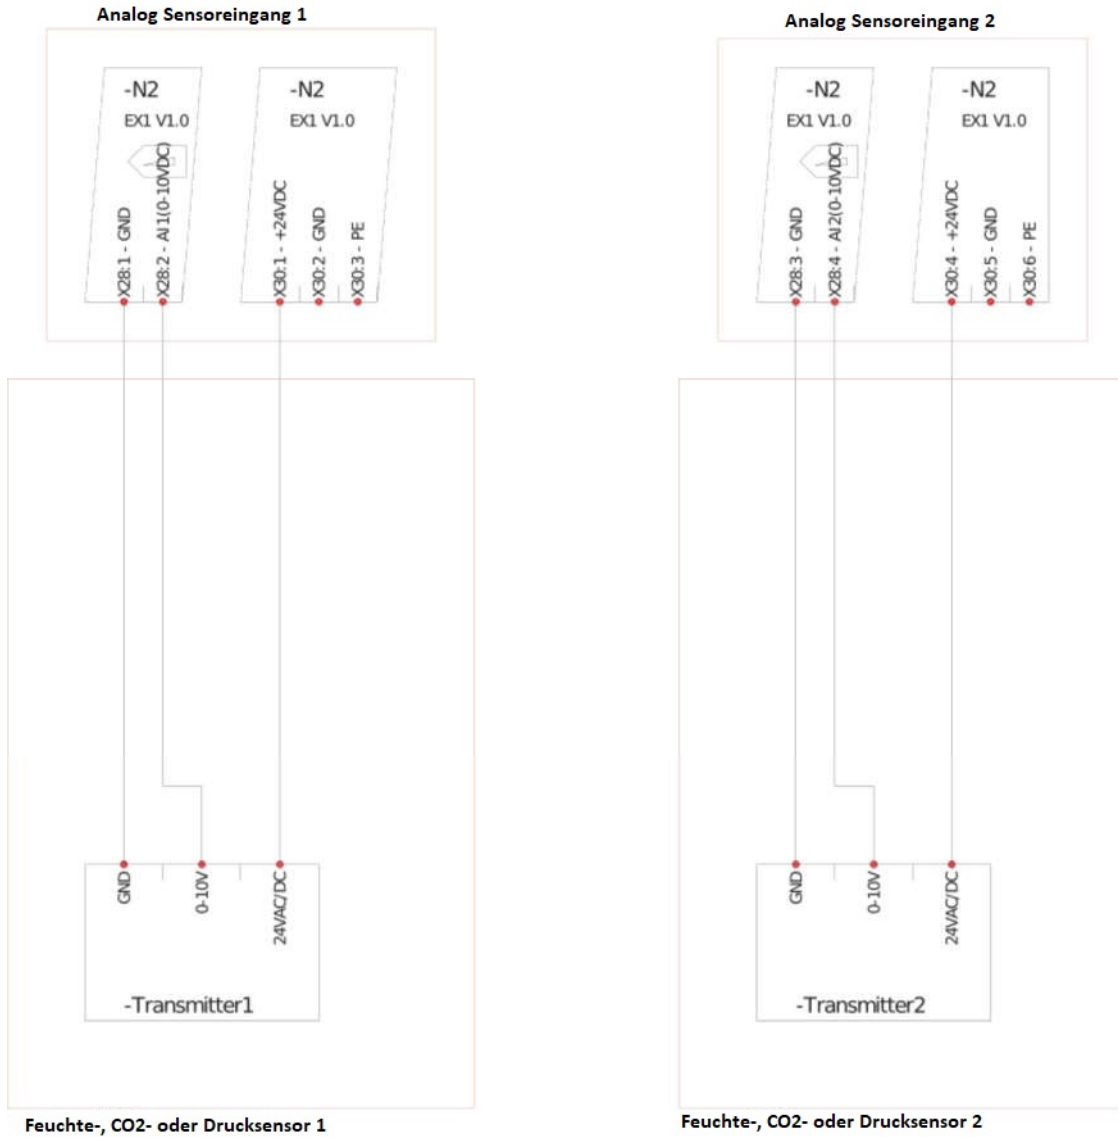 Analog Sensoreingang 1
-N2
EX1 V1.0
X28:1 - GND
X28:2 - AI1(0-10VDC)
-N2
EX1 V1.0
X30:1 - +24VDC
X30:2 - GND
X30:3 - PE
GND
0-10V
24VAC/DC
-Transmitter1
Feuchte-, CO2- oder Drucksensor 1
Analog Sensoreingang 2
-N2
EX1 V1.0
X28:3 - GND
X28:4 - AI2(0-10VDC)
-N2
EX1 V1.0
X30:4 - +24VDC
X30:5 - GND
X30:6 - PE
GND
0-10V
24VAC/DC
-Transmitter2
Feuchte-, CO2- oder Drucksensor 2